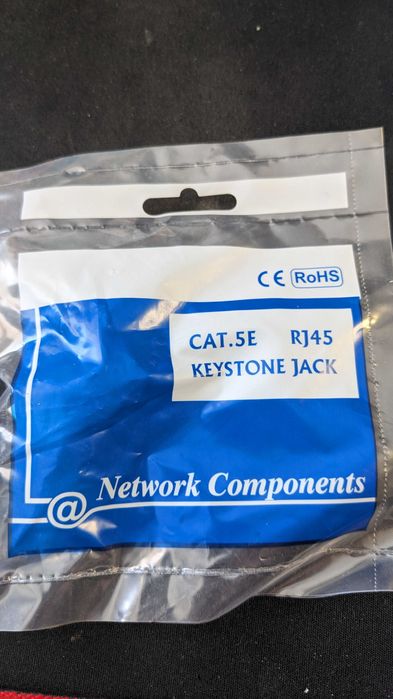 CE RoHS
CAT.5E RJ45
KEYSTONE JACK
@ Network Components